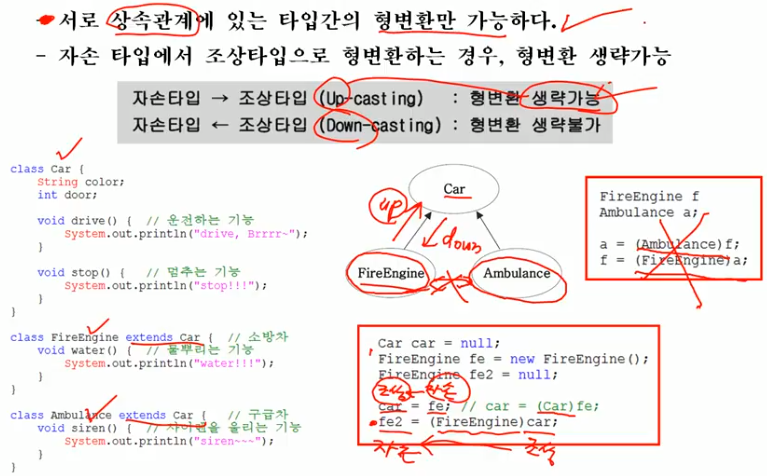 - 서로 상속관계에 있는 타입간의 형변환만 가능하다.
- 자손 타입에서 조상타입으로 형변환하는 경우, 형변환 생략가능
자손타입 → 조상타입 (Up-casting) : 형변환 생략가능
자손타입 ← 조상타입 (Down-casting) : 형변환 생략불가
class Car {
String color;
int door;
void drive() { // 운전하는 기능
System.out.println("drive, Brrrr~");
}
void stop() { // 멈추는 기능
System.out.println("stop!!!");
}
}
class FireEngine extends Car { // 소방차
void water() { // 물뿌리는 기능
System.out.println("water!!!");
}
}
class Ambulance extends Car { // 구급차
void siren() { // 사이렌을 울리는 기능
System.out.println("siren~~~");
}
}
Car
up
down
FireEngine
Ambulance
FireEngine f
Ambulance a;
a = (Ambulance)f;
f = (FireEngine)a;
Car car = null;
FireEngine fe = new FireEngine();
FireEngine fe2 = null;
조상 자손
car = fe; // car = (Car)fe;
fe2 = (FireEngine)car;
자손 조상